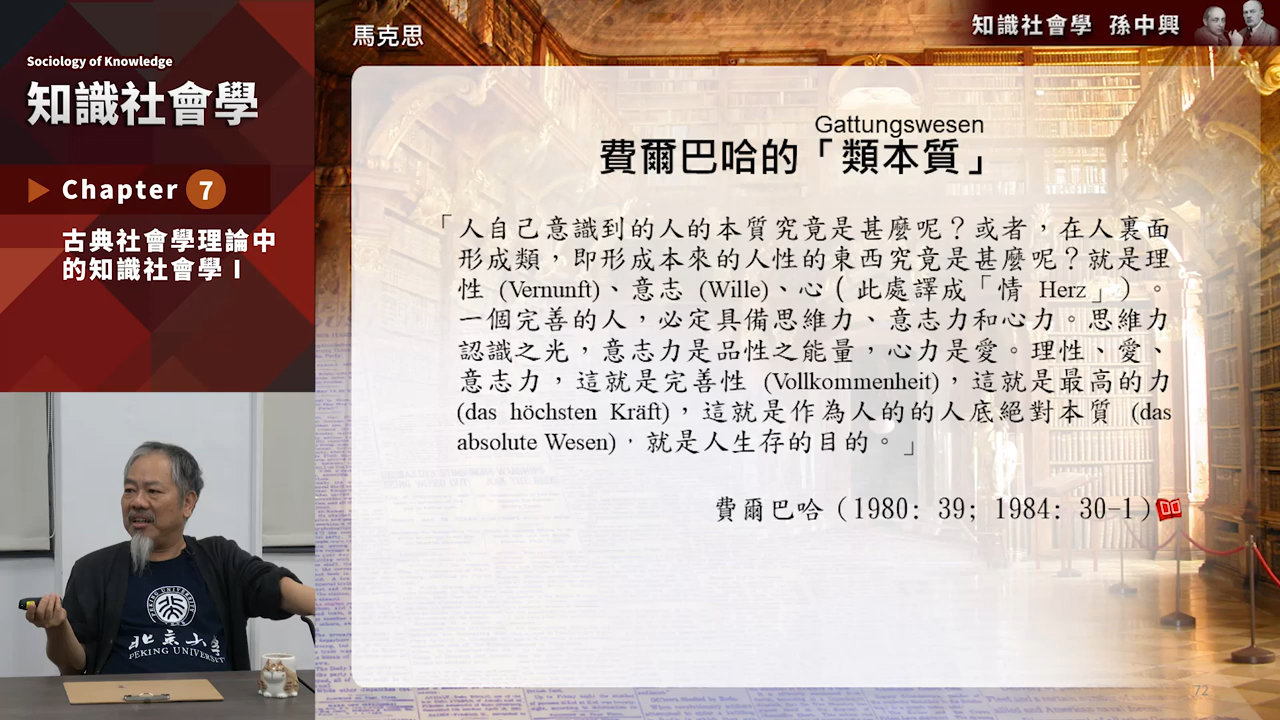 Sociology of Knowledge
知識社會學
Chapter 7
古典社會學理論中
的知識社會學 I
馬克思
知識社會學 孫中興
Gattungswesen
費爾巴哈的「類本質」
「人自己意識到的人的本質究竟是甚麼呢？或者，在人裏面
形成類，即形成本來的人性的東西究竟是甚麼呢？就是理
性 (Vernunft)、意志 (Wille)、心（此處譯成「情 Herz」）。
一個完善的人，必定具備思維力、意志力和心力。思維力
認識之光，意志力是品性之能量，心力是愛。理性、愛、
意志力，這就是完善性 (Vollkommenheit)，這就是最高的力
(das höchsten Kräft)，這就是作為人的的人底絕對本質 (das
absolute Wesen)，就是人生存的目的。」
費爾巴哈（1980: 39; 1984: 30-1）
72
北京大學
PEKING UNIVERSITY